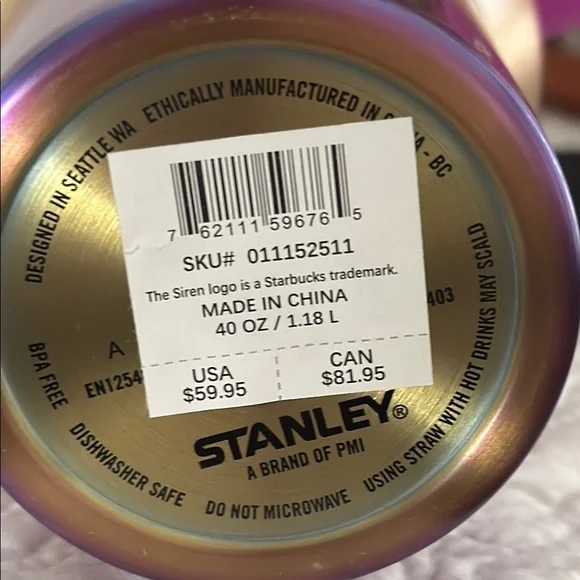 DESIGNED IN SEATTLE WA
ETHICALLY MANUFACTURED IN
- BC
7 62111 59676 5
SKU# 011152511
The Siren logo is a Starbucks trademark.
MADE IN CHINA
40 OZ / 1.18 L
USA
$59.95
CAN
$81.95
A
EN1254
403
STANLEY®
A BRAND OF PMI
BPA FREE
DISHWASHER SAFE
DO NOT MICROWAVE
USING STRAW WITH HOT DRINKS MAY SCALD